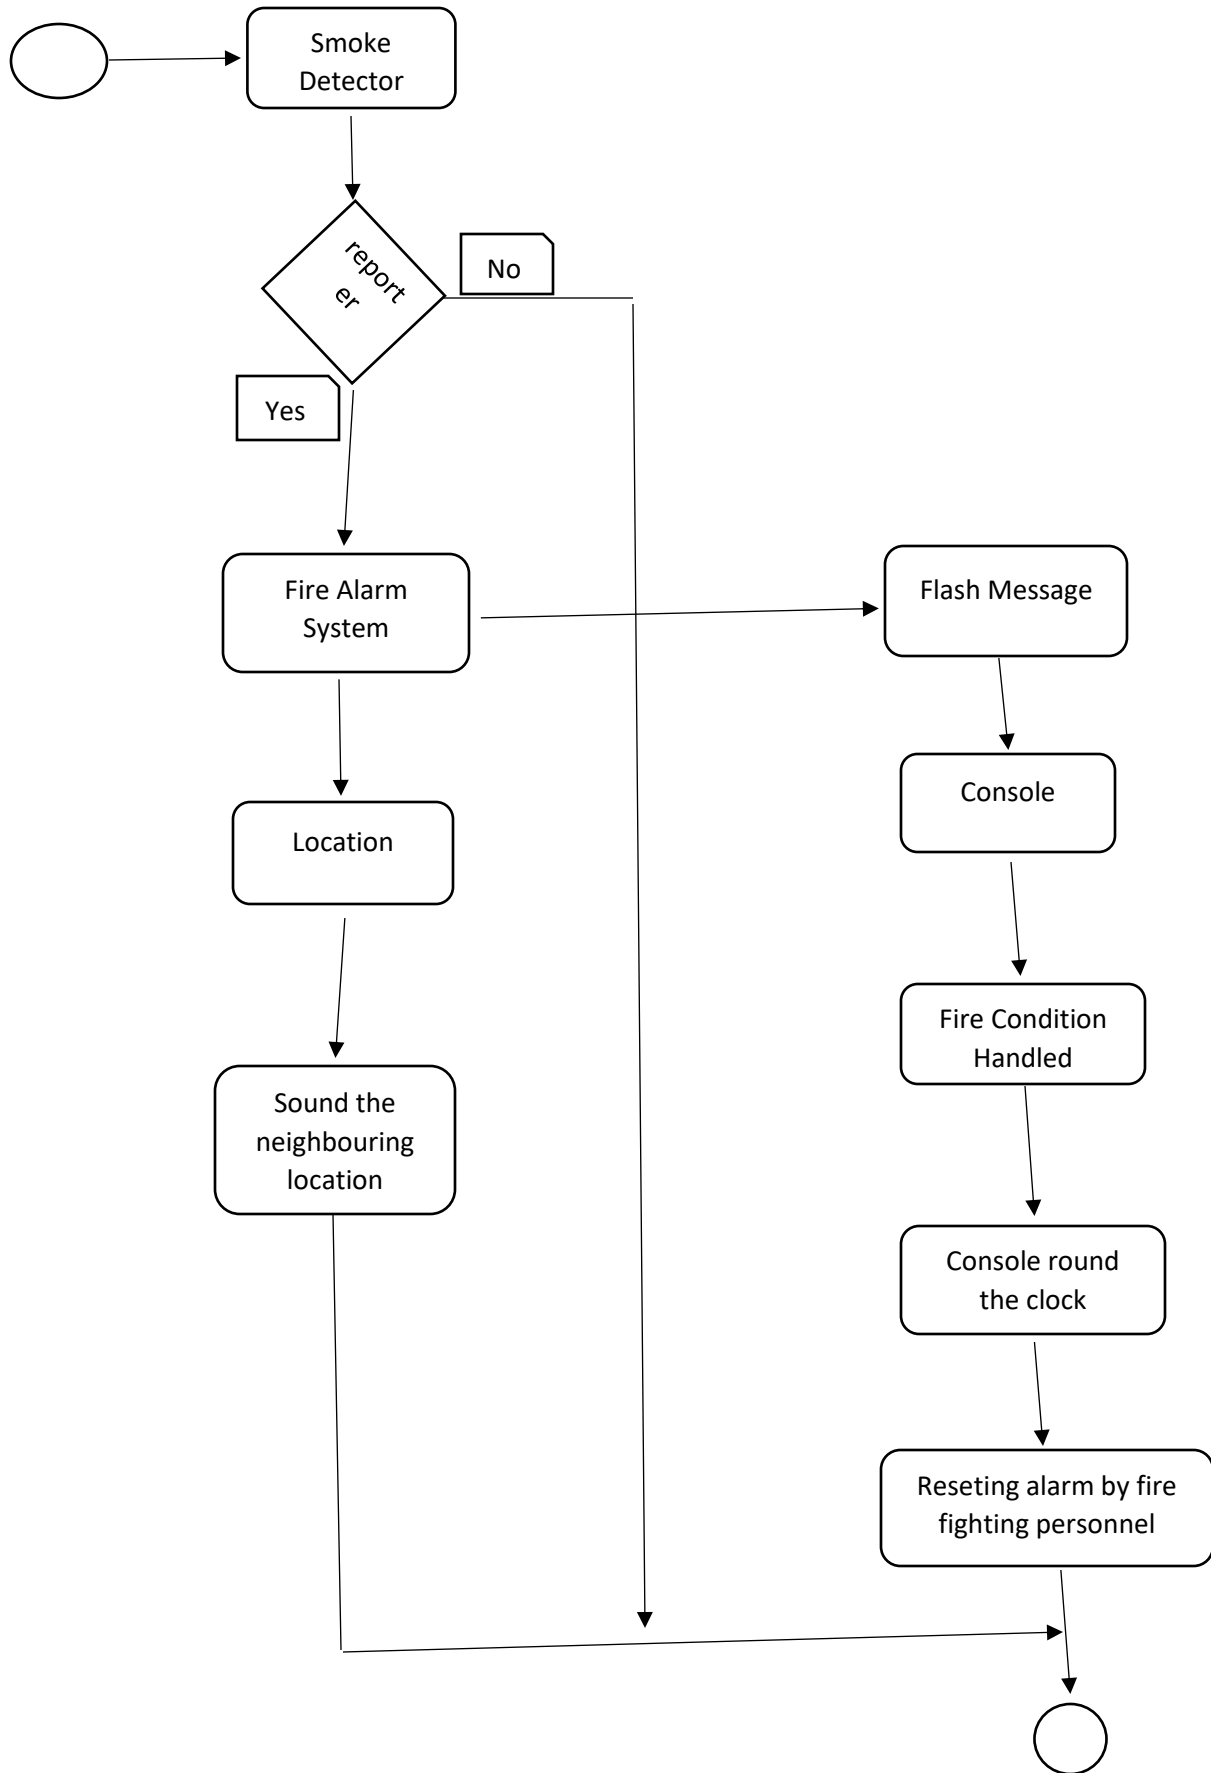 Smoke
Detector
report
er
No
Yes
Fire Alarm
System
Flash Message
Console
Location
Fire Condition
Handled
Sound the
neighbouring
location
Console round
the clock
Reseting alarm by fire
fighting personnel